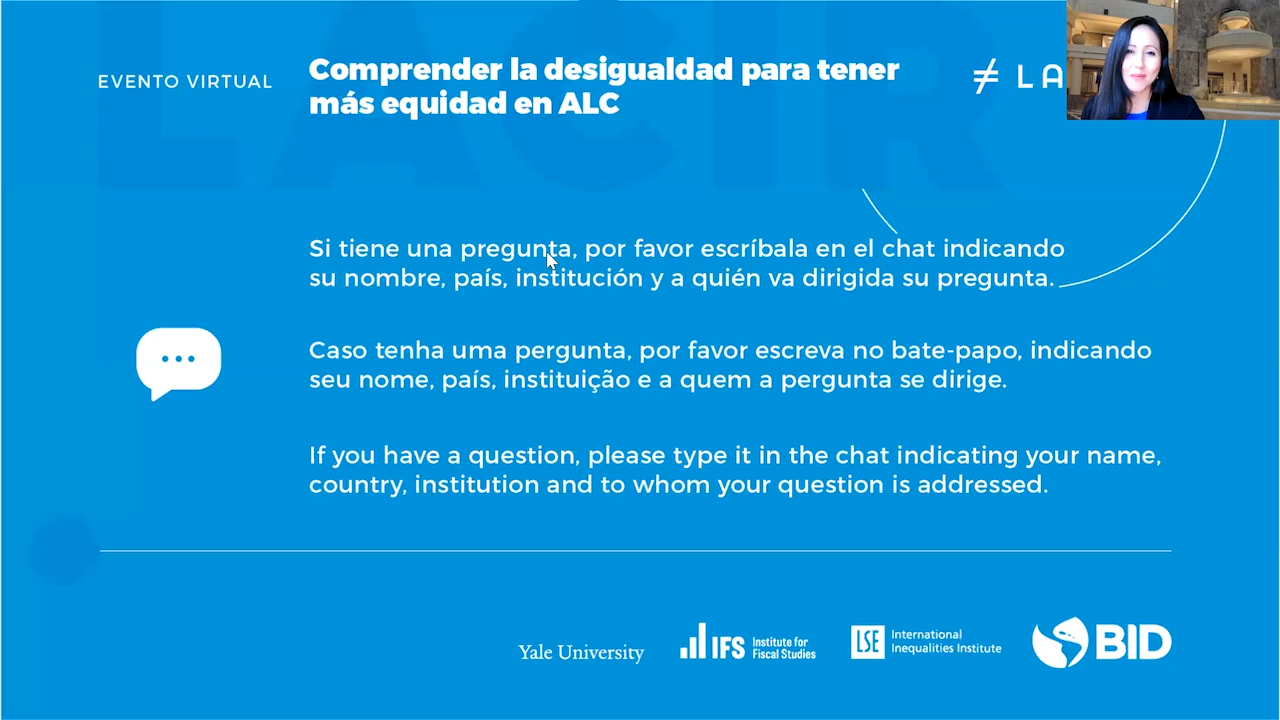 EVENTO VIRTUAL
Comprender la desigualdad para tener
más equidad en ALC
≠ LA
LACIR
Si tiene una pregunta, por favor escríbala en el chat indicando
su nombre, país, institución y a quién va dirigida su pregunta.
Caso tenha uma pergunta, por favor escreva no bate-papo, indicando
seu nome, país, instituição e a quem a pergunta se dirige.
If you have a question, please type it in the chat indicating your name,
country, institution and to whom your question is addressed.
Yale University
IFS Institute for
Fiscal Studies
LSE International
Inequalities Institute
BID